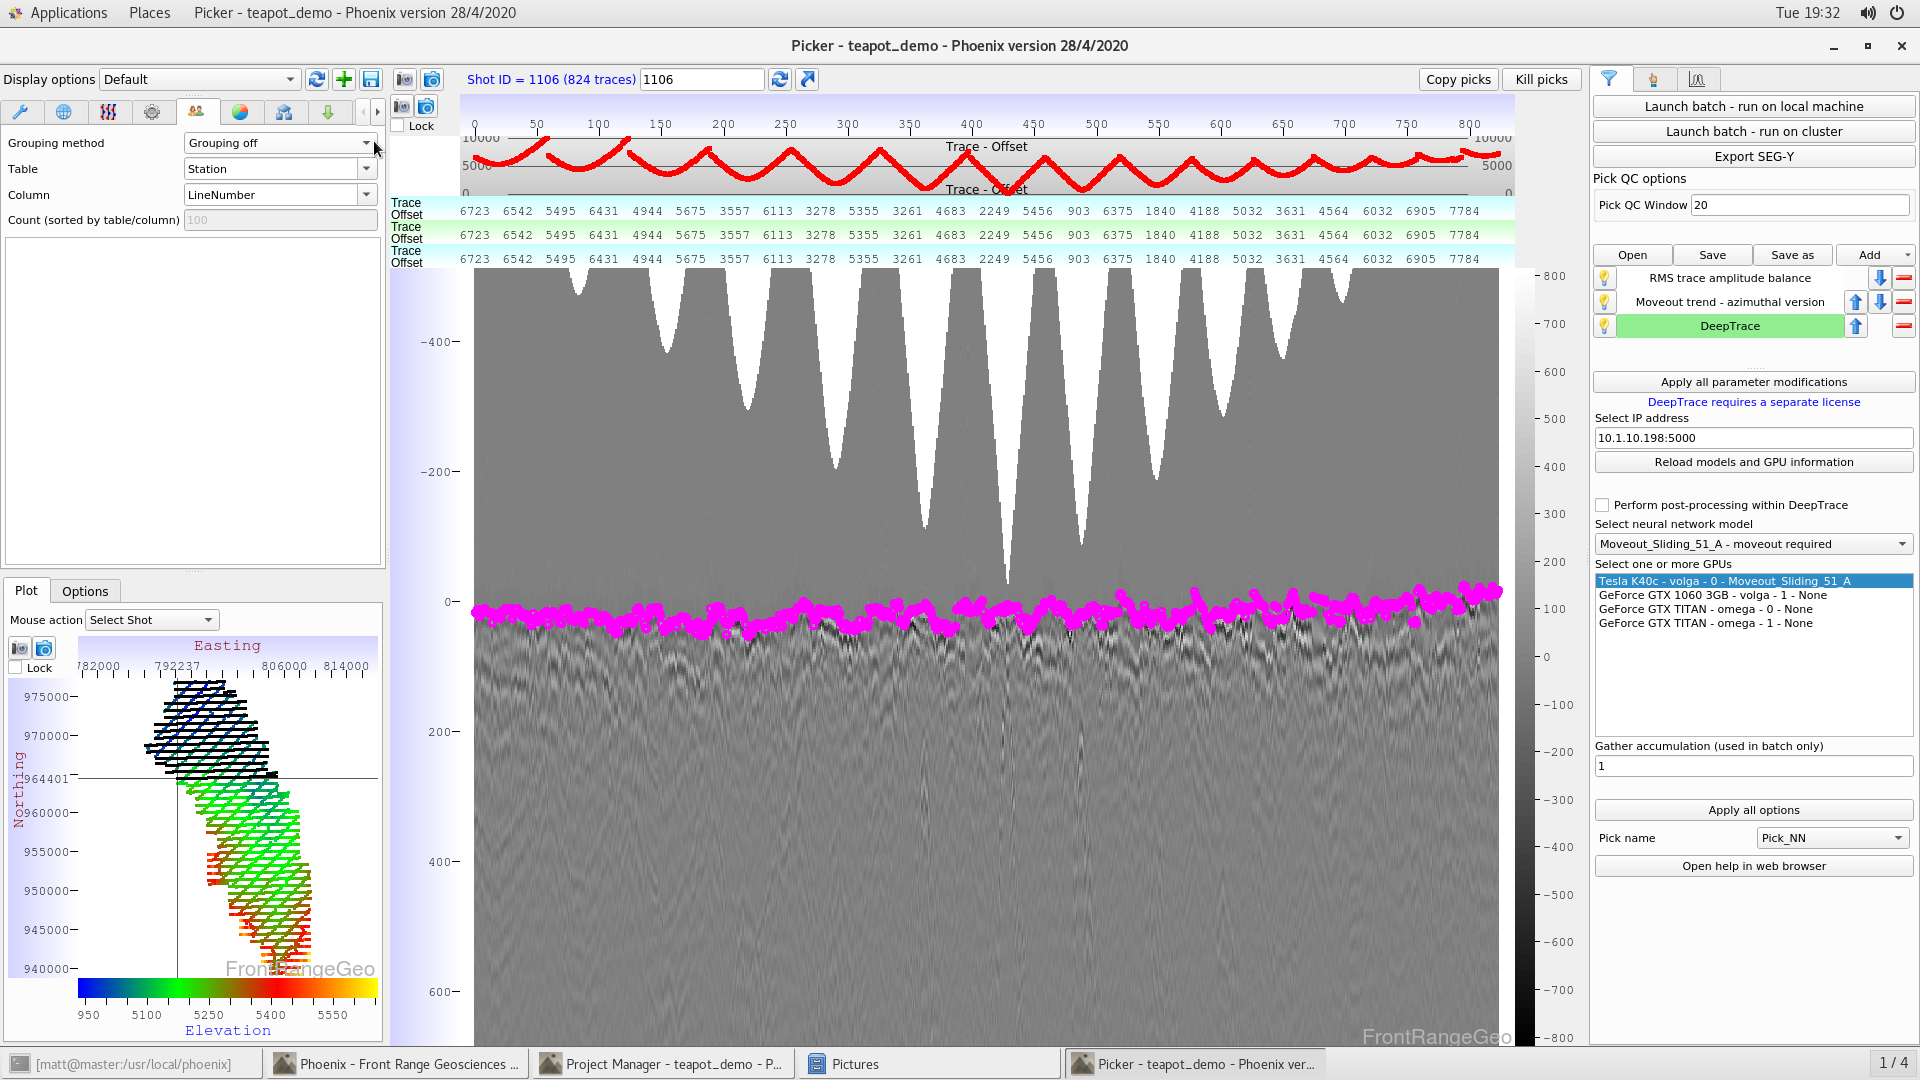 Applications Places Picker - teapot_demo - Phoenix version 28/4/2020 Tue 19:32
Picker - teapot_demo - Phoenix version 28/4/2020
Display options Default
Shot ID = 1106 (824 traces) 1106 Copy picks Kill picks
Lock
Grouping method Grouping off
Table Station
Column LineNumber
Count (sorted by table/column) 100
0 50 100 150 200 250 300 350 400 450 500 550 600 650 700 750 800
10000 Trace - Offset 10000
5000 5000
0 Trace - Offset 0
Trace
Offset 6723 6542 5495 6431 4944 5675 3557 6113 3278 5355 3261 4683 2249 5456 903 6375 1840 4188 5032 3631 4564 6032 6905 7784
Trace
Offset 6723 6542 5495 6431 4944 5675 3557 6113 3278 5355 3261 4683 2249 5456 903 6375 1840 4188 5032 3631 4564 6032 6905 7784
Trace
Offset 6723 6542 5495 6431 4944 5675 3557 6113 3278 5355 3261 4683 2249 5456 903 6375 1840 4188 5032 3631 4564 6032 6905 7784
-400
-200
0
200
400
600
800
700
600
500
400
300
200
100
0
-100
-200
-300
-400
-500
-600
-700
-800
FrontRangeGeo
Plot Options
Mouse action Select Shot
Lock
Easting
782000 792237 806000 814000
Northing
975000
970000
964401
960000
955000
950000
945000
940000
FrontRangeGeo
950 5100 5250 5400 5550
Elevation
Launch batch - run on local machine
Launch batch - run on cluster
Export SEG-Y
Pick QC options
Pick QC Window 20
Open Save Save as Add
RMS trace amplitude balance
Moveout trend - azimuthal version
DeepTrace
Apply all parameter modifications
DeepTrace requires a separate license
Select IP address
10.1.10.198:5000
Reload models and GPU information
Perform post-processing within DeepTrace
Select neural network model
Moveout_Sliding_51_A - moveout required
Select one or more GPUs
Tesla K40c - volga - 0 - Moveout_Sliding_51_A
GeForce GTX 1060 3GB - volga - 1 - None
GeForce GTX TITAN - omega - 0 - None
GeForce GTX TITAN - omega - 1 - None
Gather accumulation (used in batch only)
1
Apply all options
Pick name Pick_NN
Open help in web browser
[matt@master:/usr/local/phoenix] Phoenix - Front Range Geosciences ... Project Manager - teapot_demo - P... Pictures Picker - teapot_demo - Phoenix ver... 1 / 4